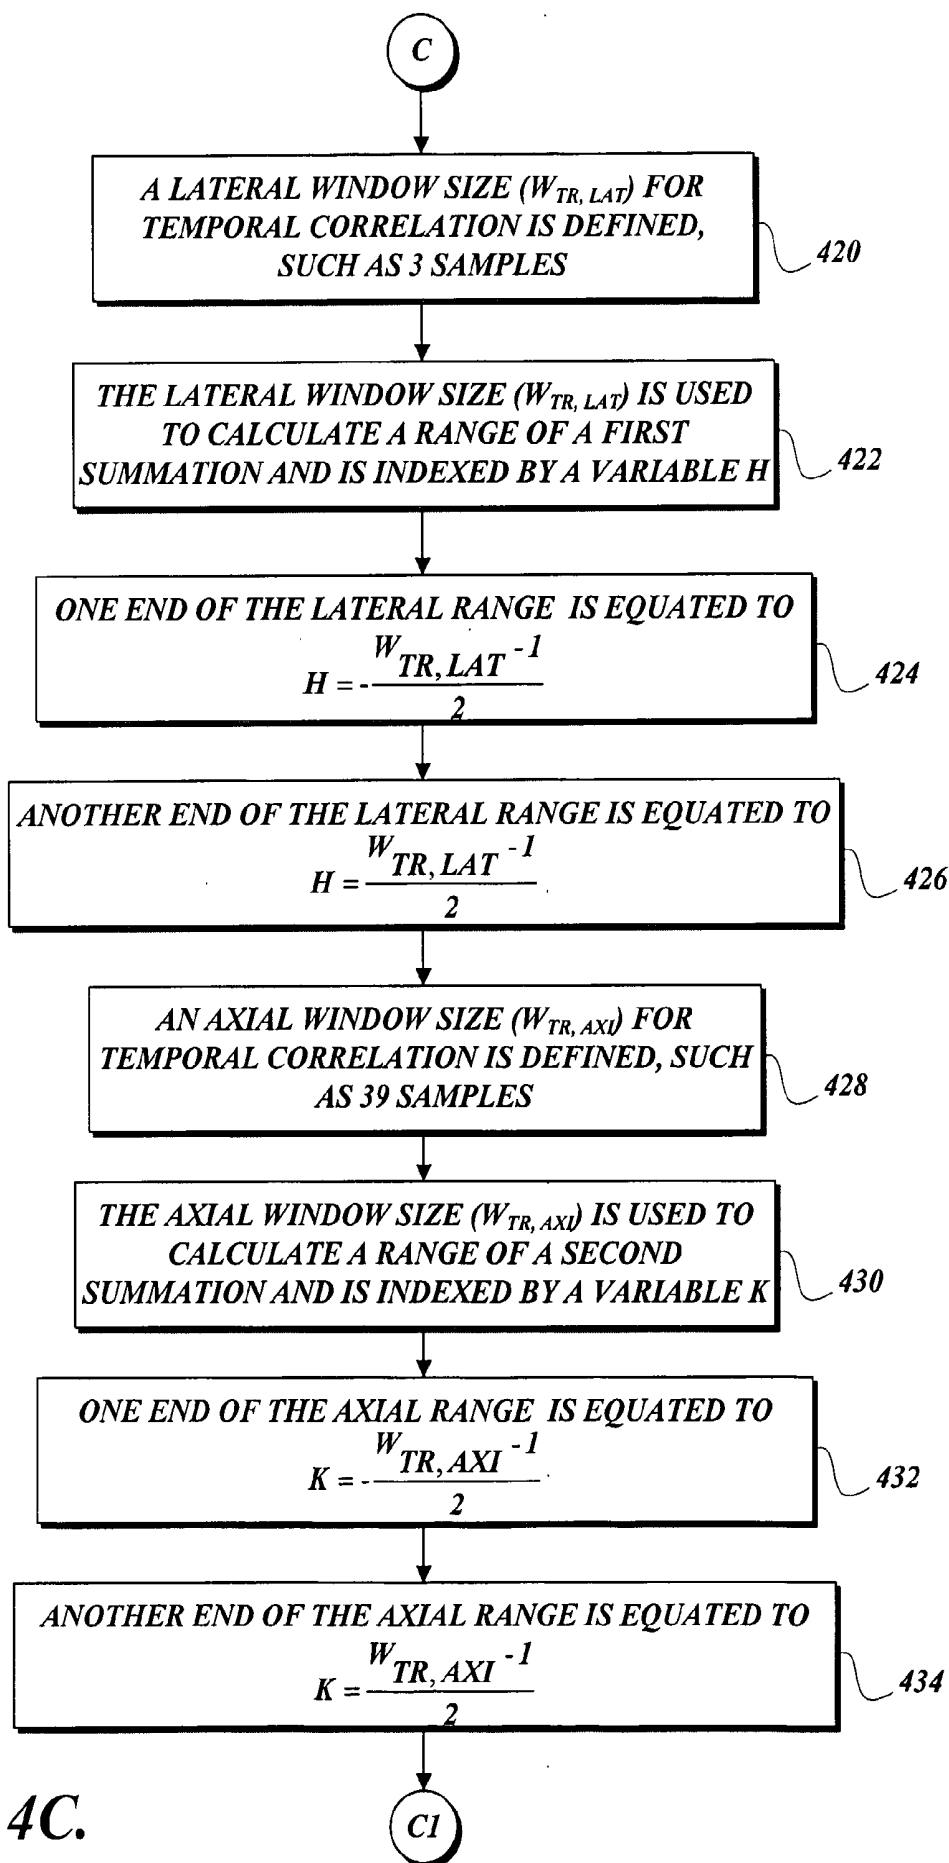 C
A LATERAL WINDOW SIZE (W_TR, LAT) FOR
TEMPORAL CORRELATION IS DEFINED,
SUCH AS 3 SAMPLES
420
THE LATERAL WINDOW SIZE (W_TR, LAT) IS USED
TO CALCULATE A RANGE OF A FIRST
SUMMATION AND IS INDEXED BY A VARIABLE H
422
ONE END OF THE LATERAL RANGE IS EQUATED TO
H = -(W_TR, LAT -1)/2
424
ANOTHER END OF THE LATERAL RANGE IS EQUATED TO
H = (W_TR, LAT -1)/2
426
AN AXIAL WINDOW SIZE (W_TR, AXI) FOR
TEMPORAL CORRELATION IS DEFINED, SUCH
AS 39 SAMPLES
428
THE AXIAL WINDOW SIZE (W_TR, AXI) IS USED TO
CALCULATE A RANGE OF A SECOND
SUMMATION AND IS INDEXED BY A VARIABLE K
430
ONE END OF THE AXIAL RANGE IS EQUATED TO
K = -(W_TR, AXI -1)/2
432
ANOTHER END OF THE AXIAL RANGE IS EQUATED TO
K = (W_TR, AXI -1)/2
434
4C.
C1